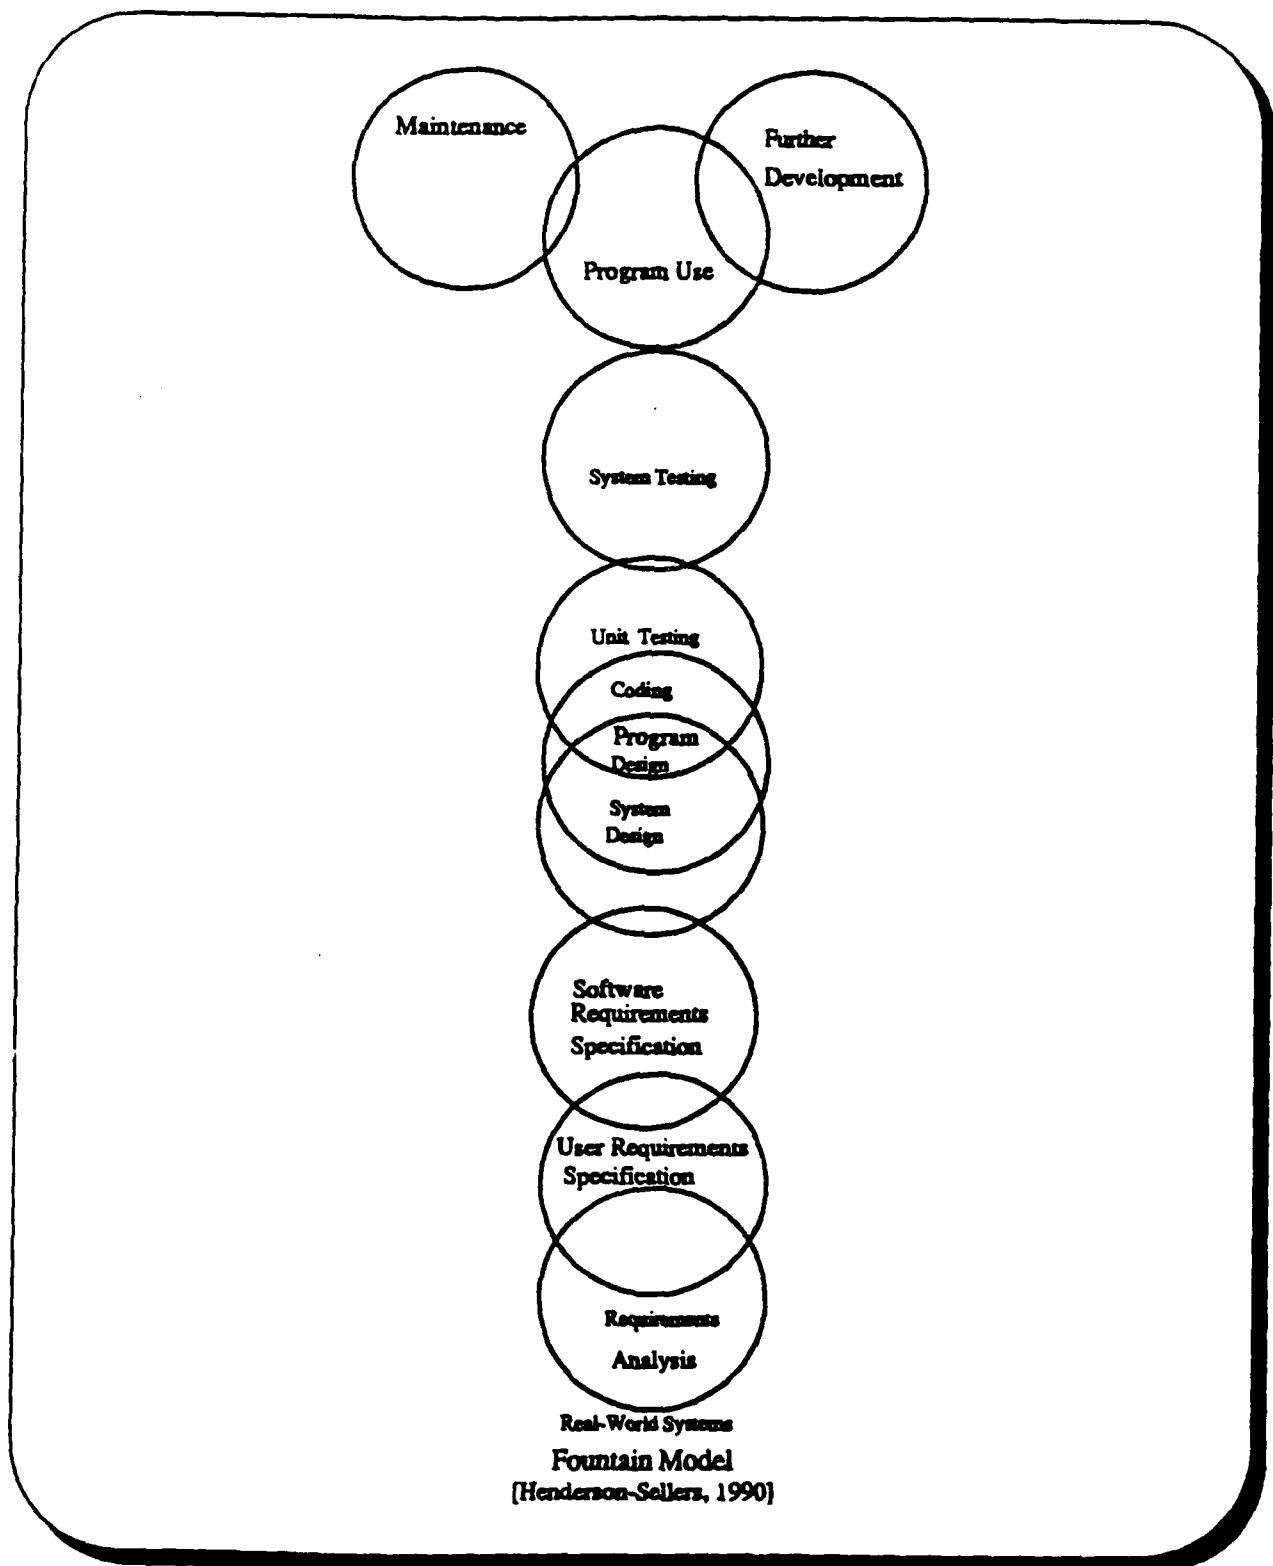 Maintenance
Further
Development
Program Use
System Testing
Unit Testing
Coding
Program
Design
System
Design
Software
Requirements
Specification
User Requirements
Specification
Requirements
Analysis
Real-World Systems
Fountain Model
[Henderson-Sellers, 1990]